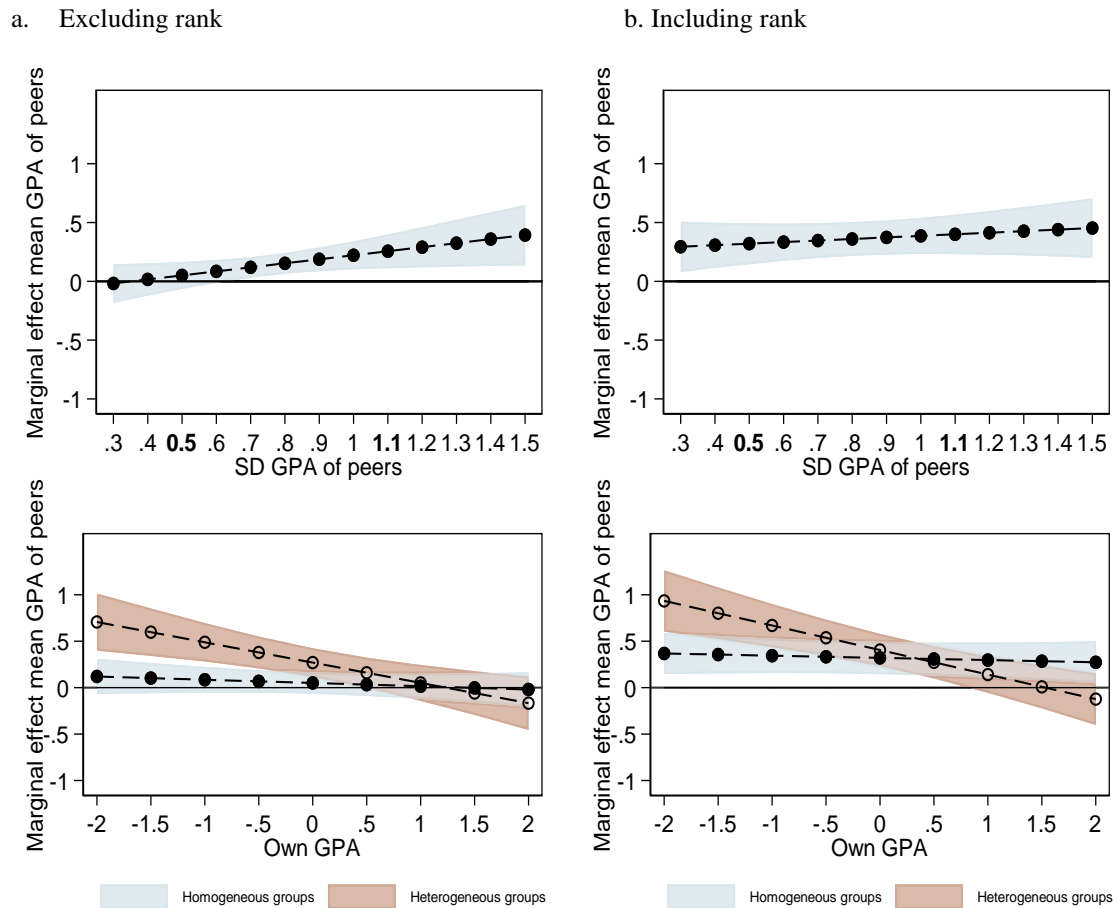 a. Excluding rank
b. Including rank
Marginal effect mean GPA of peers
1
.5
0
-.5
-1
.3 .4 0.5 .6 .7 .8 .9 1 1.1 1.2 1.3 1.4 1.5
SD GPA of peers
Marginal effect mean GPA of peers
1
.5
0
-.5
-1
.3 .4 0.5 .6 .7 .8 .9 1 1.1 1.2 1.3 1.4 1.5
SD GPA of peers
Marginal effect mean GPA of peers
1
.5
0
-.5
-1
-2 -1.5 -1 -.5 0 .5 1 1.5 2
Own GPA
Homogeneous groups Heterogeneous groups
Marginal effect mean GPA of peers
1
.5
0
-.5
-1
-2 -1.5 -1 -.5 0 .5 1 1.5 2
Own GPA
Homogeneous groups Heterogeneous groups